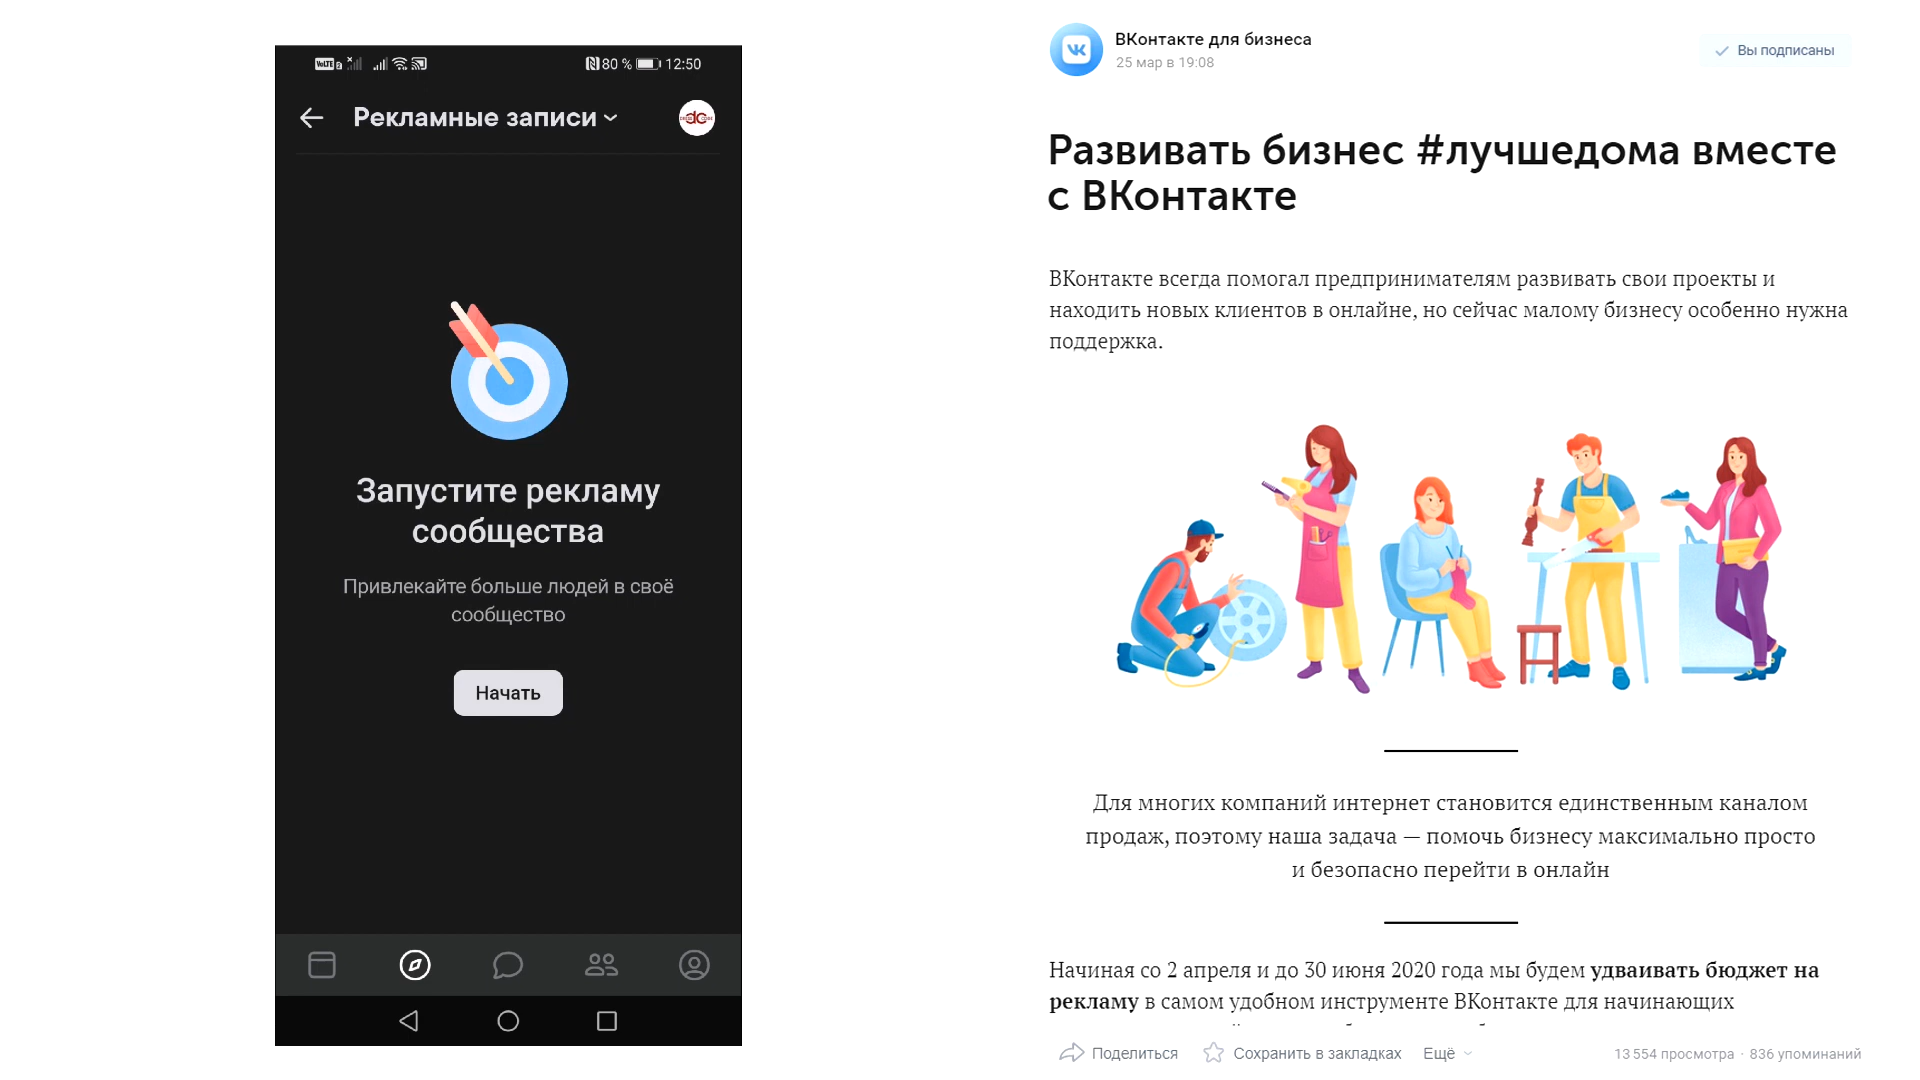 VoLTE 2
80 %
12:50
Рекламные записи
dc
Запустите рекламу
сообщества
Привлекайте больше людей в своё
сообщество
Начать
ВКонтакте для бизнеса
25 мар в 19:08
Вы подписаны
Развивать бизнес #лучшедома вместе
с ВКонтакте
ВКонтакте всегда помогал предпринимателям развивать свои проекты и
находить новых клиентов в онлайне, но сейчас малому бизнесу особенно нужна
поддержка.
Для многих компаний интернет становится единственным каналом
продаж, поэтому наша задача — помочь бизнесу максимально просто
и безопасно перейти в онлайн
Начиная со 2 апреля и до 30 июня 2020 года мы будем удваивать бюджет на
рекламу в самом удобном инструменте ВКонтакте для начинающих
Поделиться
Сохранить в закладках
Ещё
13 554 просмотра · 836 упоминаний